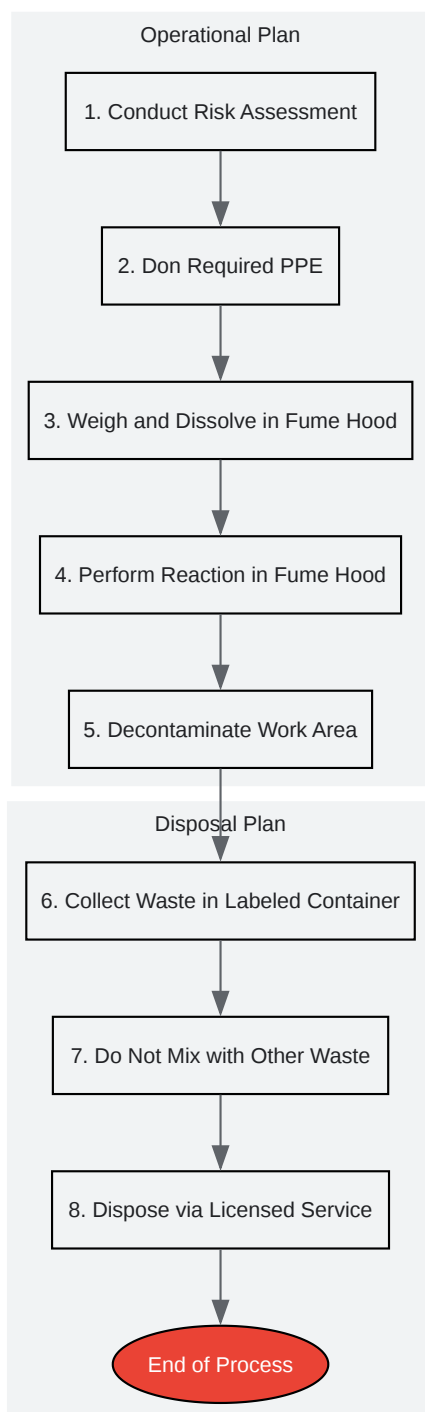 Operational Plan
1. Conduct Risk Assessment
2. Don Required PPE
3. Weigh and Dissolve in Fume Hood
4. Perform Reaction in Fume Hood
5. Decontaminate Work Area
Disposal Plan
6. Collect Waste in Labeled Container
7. Do Not Mix with Other Waste
8. Dispose via Licensed Service
End of Process